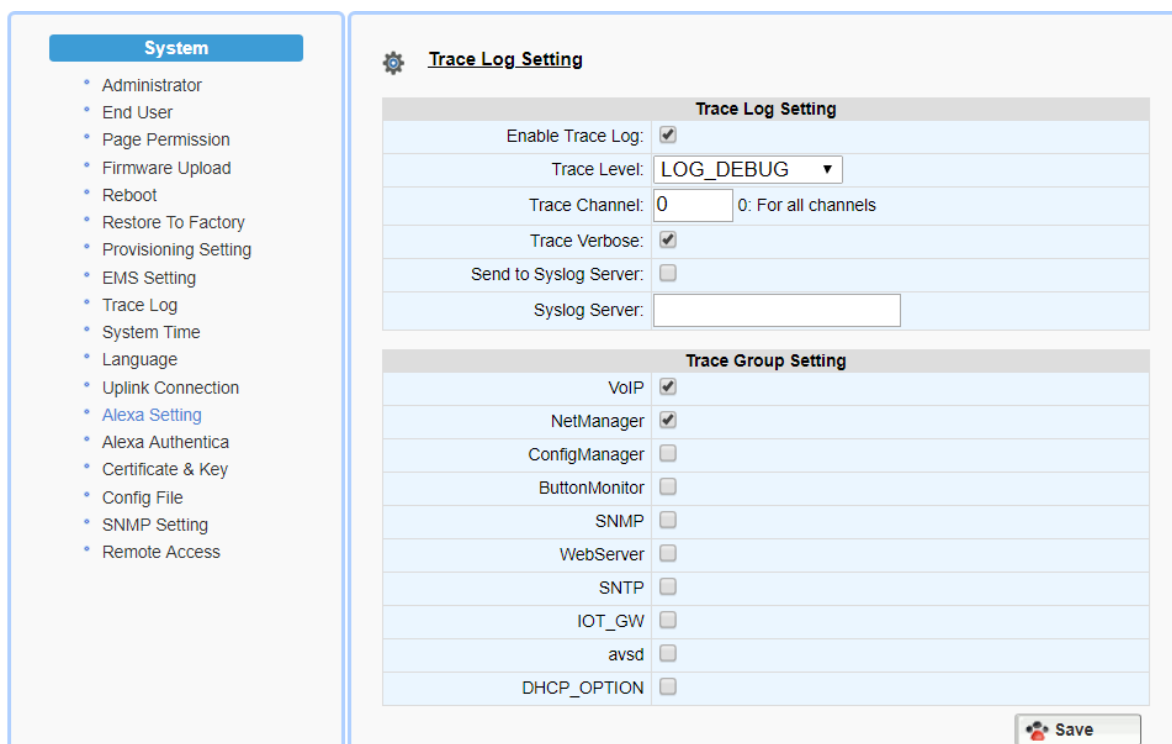 System
Administrator
End User
Page Permission
Firmware Upload
Reboot
Restore To Factory
Provisioning Setting
EMS Setting
Trace Log
System Time
Language
Uplink Connection
Alexa Setting
Alexa Authentica
Certificate & Key
Config File
SNMP Setting
Remote Access
Trace Log Setting
Trace Log Setting
Enable Trace Log:
Trace Level: LOG_DEBUG
Trace Channel: 0 0: For all channels
Trace Verbose:
Send to Syslog Server:
Syslog Server:
Trace Group Setting
VoIP
NetManager
ConfigManager
ButtonMonitor
SNMP
WebServer
SNTP
IOT_GW
avsd
DHCP_OPTION
Save